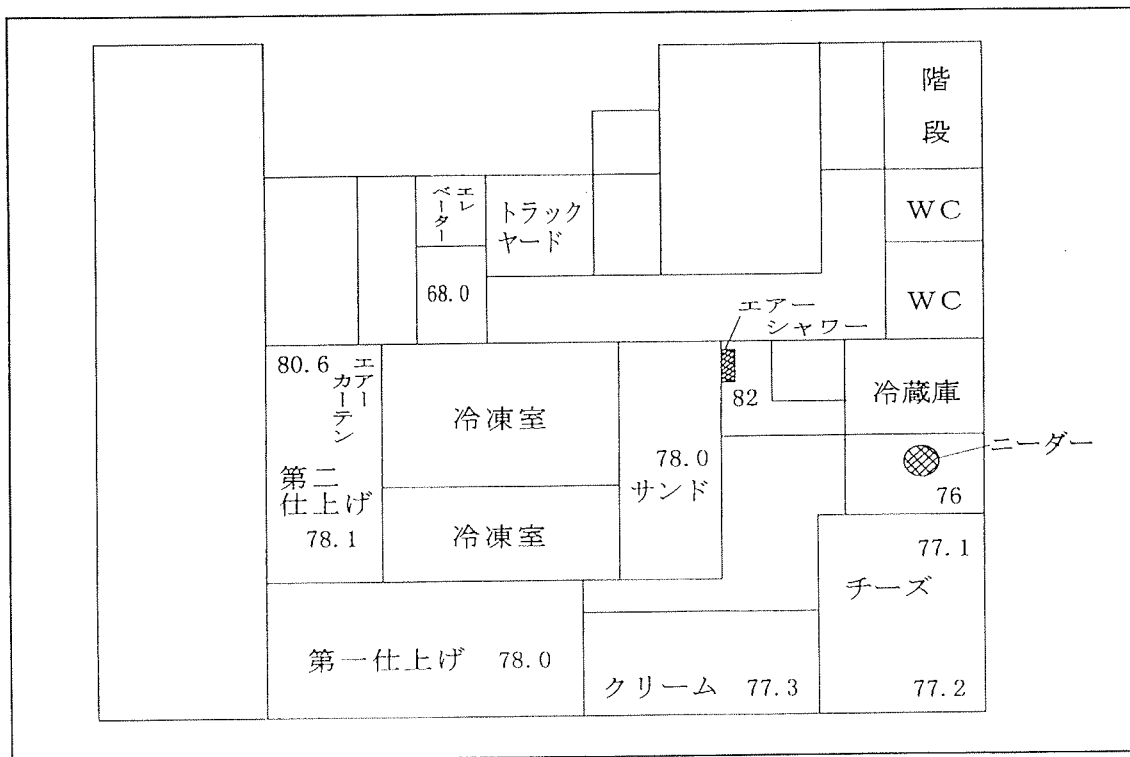 階
段
エレ
ベーター
トラック
ヤード
WC
68.0
WC
エアー
シャワー
80.6
エアー
カーテン
冷凍室
82
冷蔵庫
ニーダー
78.0
サンド
第二
仕上げ
78.1
冷凍室
76
77.1
チーズ
第一仕上げ 78.0
クリーム 77.3
77.2